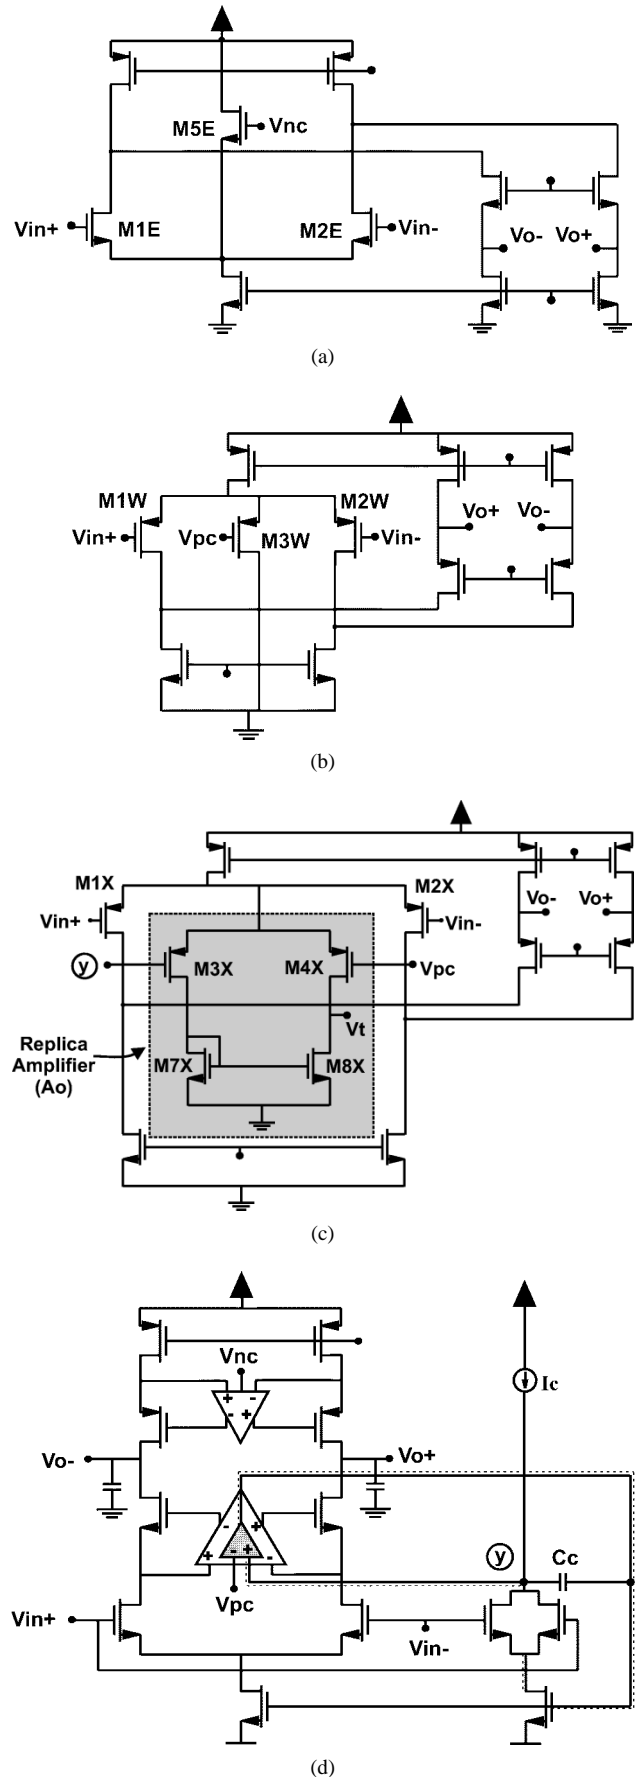 M5E
Vnc
Vin+
M1E
M2E
Vin-
Vo-
Vo+
(a)
M1W
M2W
Vin+
Vpc
M3W
Vin-
Vo+
Vo-
(b)
M1X
M2X
Vin+
Vin-
Vo-
Vo+
y
M3X
M4X
Vpc
Vt
Replica
Amplifier
(Ao)
M7X
M8X
(c)
Vnc
Ic
Vo-
Vo+
+ -
- +
- +
+ - + -
y
Cc
Vpc
Vin+
Vin-
(d)